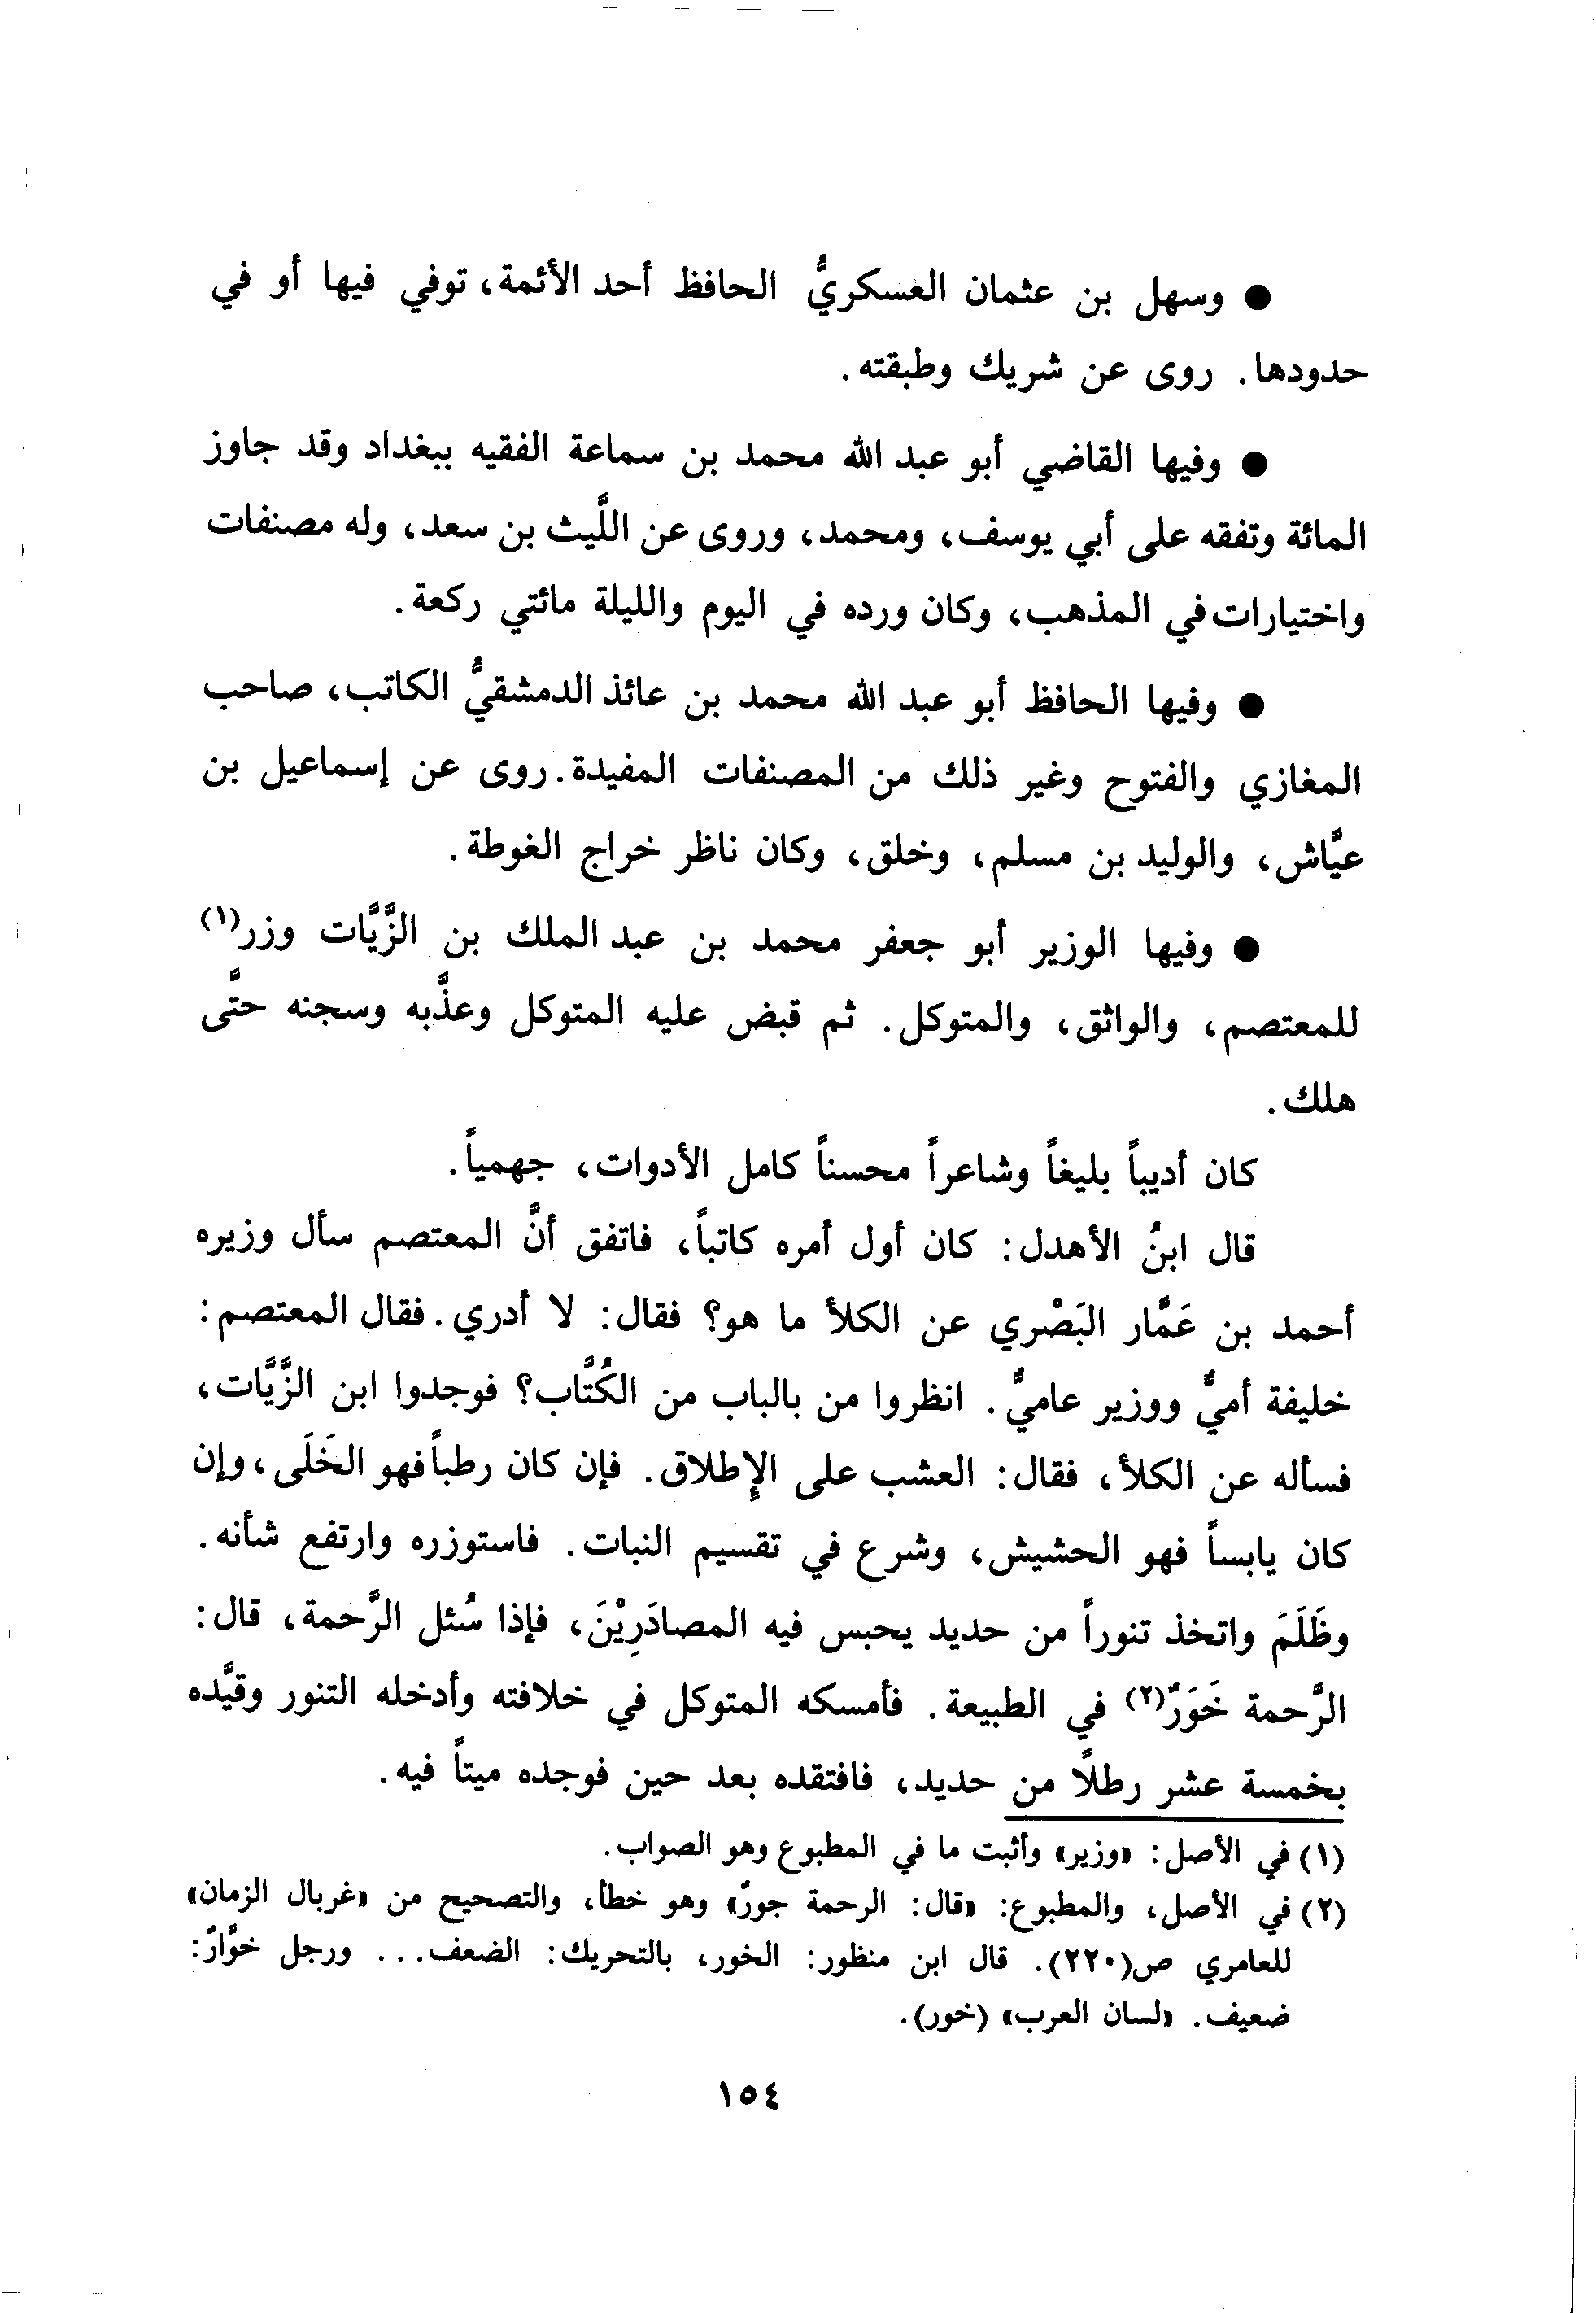 ● وسهل بن عثمان العسكريُّ الحافظ أحد الأئمة، توفي فيها أو في
حدودها. روى عن شريك وطبقته.
● وفيها القاضي أبو عبد الله محمد بن سماعة الفقيه ببغداد وقد جاوز
المائة وتفقه على أبي يوسف، ومحمد، وروى عن اللَّيث بن سعد، وله مصنفات
واختيارات في المذهب، وكان ورده في اليوم والليلة مائتي ركعة.
● وفيها الحافظ أبو عبد الله محمد بن عائذ الدمشقيُّ الكاتب، صاحب
المغازي والفتوح وغير ذلك من المصنفات المفيدة. روى عن إسماعيل بن
عيَّاش، والوليد بن مسلم، وخلق، وكان ناظر خراج الغوطة.
● وفيها الوزير أبو جعفر محمد بن عبد الملك بن الزَّيَّات وزر(١)
للمعتصم، والواثق، والمتوكل. ثم قبض عليه المتوكل وعذَّبه وسجنه حتَّى
هلك.
كان أديباً بليغاً وشاعراً محسناً كامل الأدوات، جهمياً.
قال ابنُ الأهدل: كان أول أمره كاتباً، فاتفق أنَّ المعتصم سأل وزيره
أحمد بن عَمَّار البَصْري عن الكلأ ما هو؟ فقال: لا أدري. فقال المعتصم:
خليفة أميٌّ ووزير عاميٌّ. انظروا من بالباب من الكُتَّاب؟ فوجدوا ابن الزَّيَّات،
فسأله عن الكلأ، فقال: العشب على الإِطلاق. فإن كان رطباً فهو الخَلَى، وإن
كان يابساً فهو الحشيش، وشرع في تقسيم النبات. فاستوزره وارتفع شأنه.
وظَلَمَ واتخذ تنوراً من حديد يحبس فيه المصادَرِيْنَ، فإذا سُئل الرَّحمة، قال:
الرَّحمة خَوَرٌ(٢) في الطبيعة. فأمسكه المتوكل في خلافته وأدخله التنور وقيَّده
بخمسة عشر رطلاً من حديد، فافتقده بعد حين فوجده ميتاً فيه.
(١) في الأصل: «وزير» وأثبت ما في المطبوع وهو الصواب.
(٢) في الأصل، والمطبوع: «قال: الرحمة جورٌ» وهو خطأ، والتصحيح من «غربال الزمان»
للعامري ص(٢٢٠). قال ابن منظور: الخور، بالتحريك: الضعف... ورجل خوَّارٌ:
ضعيف. «لسان العرب» (خور).
١٥٤